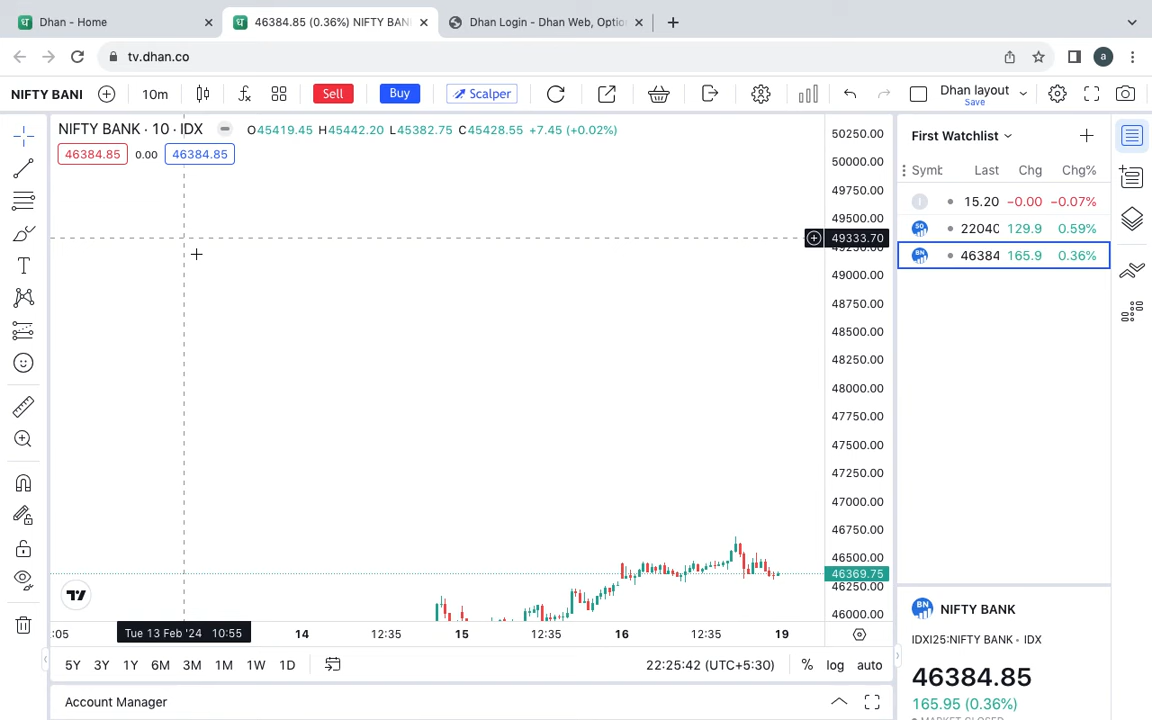 Dhan - Home
46384.85 (0.36%) NIFTY BAN
Dhan Login - Dhan Web, Optio
tv.dhan.co
a
NIFTY BANI
10m
Sell
Buy
Scalper
Dhan layout
Save
NIFTY BANK · 10 · IDX
O45419.45 H45442.20 L45382.75 C45428.55 +7.45 (+0.02%)
46384.85
0.00
46384.85
50250.00
50000.00
49750.00
49500.00
49333.70
49000.00
48750.00
48500.00
48250.00
48000.00
47750.00
47500.00
47250.00
47000.00
46750.00
46500.00
46369.75
46250.00
46000.00
First Watchlist
Last
Chg
Chg%
15.20 −0.00 −0.07%
129.9 0.59%
BN
46384 165.9 0.36%
:05
Tue 13 Feb '24 10:55
14
12:35
15
12:35
16
12:35
19
5Y 3Y 1Y 6M 3M 1M 1W 1D
22:25:42 (UTC+5:30)
%
log
auto
Account Manager
BN
NIFTY BANK
IDXI25:NIFTY BANK • IDX
46384.85
165.95 (0.36%)
MARKET CLOSED